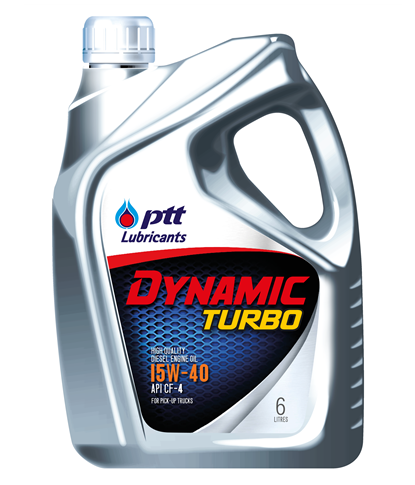 ptt
Lubricants
DYNAMIC
TURBO
HIGH QUALITY
DIESEL ENGINE OIL
15W-40
API CF-4
FOR PICK-UP TRUCKS
6
LITRES